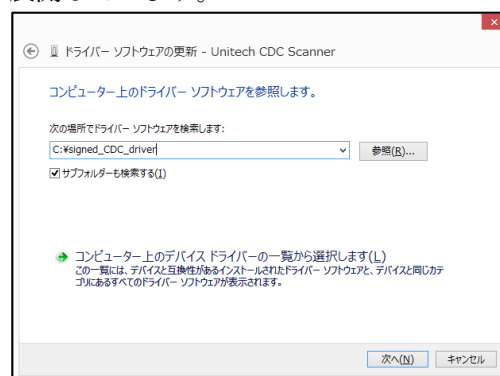 ドライバー ソフトウェアの更新 - Unitech CDC Scanner
コンピューター上のドライバー ソフトウェアを参照します。
次の場所でドライバー ソフトウェアを検索します:
C:¥signed_CDC_driver
参照(R)...
サブフォルダーも検索する(I)
コンピューター上のデバイス ドライバーの一覧から選択します(L)
この一覧には、デバイスと互換性があるインストールされたドライバー ソフトウェアと、デバイスと同じカテ
ゴリにあるすべてのドライバー ソフトウェアが表示されます。
次へ(N)
キャンセル